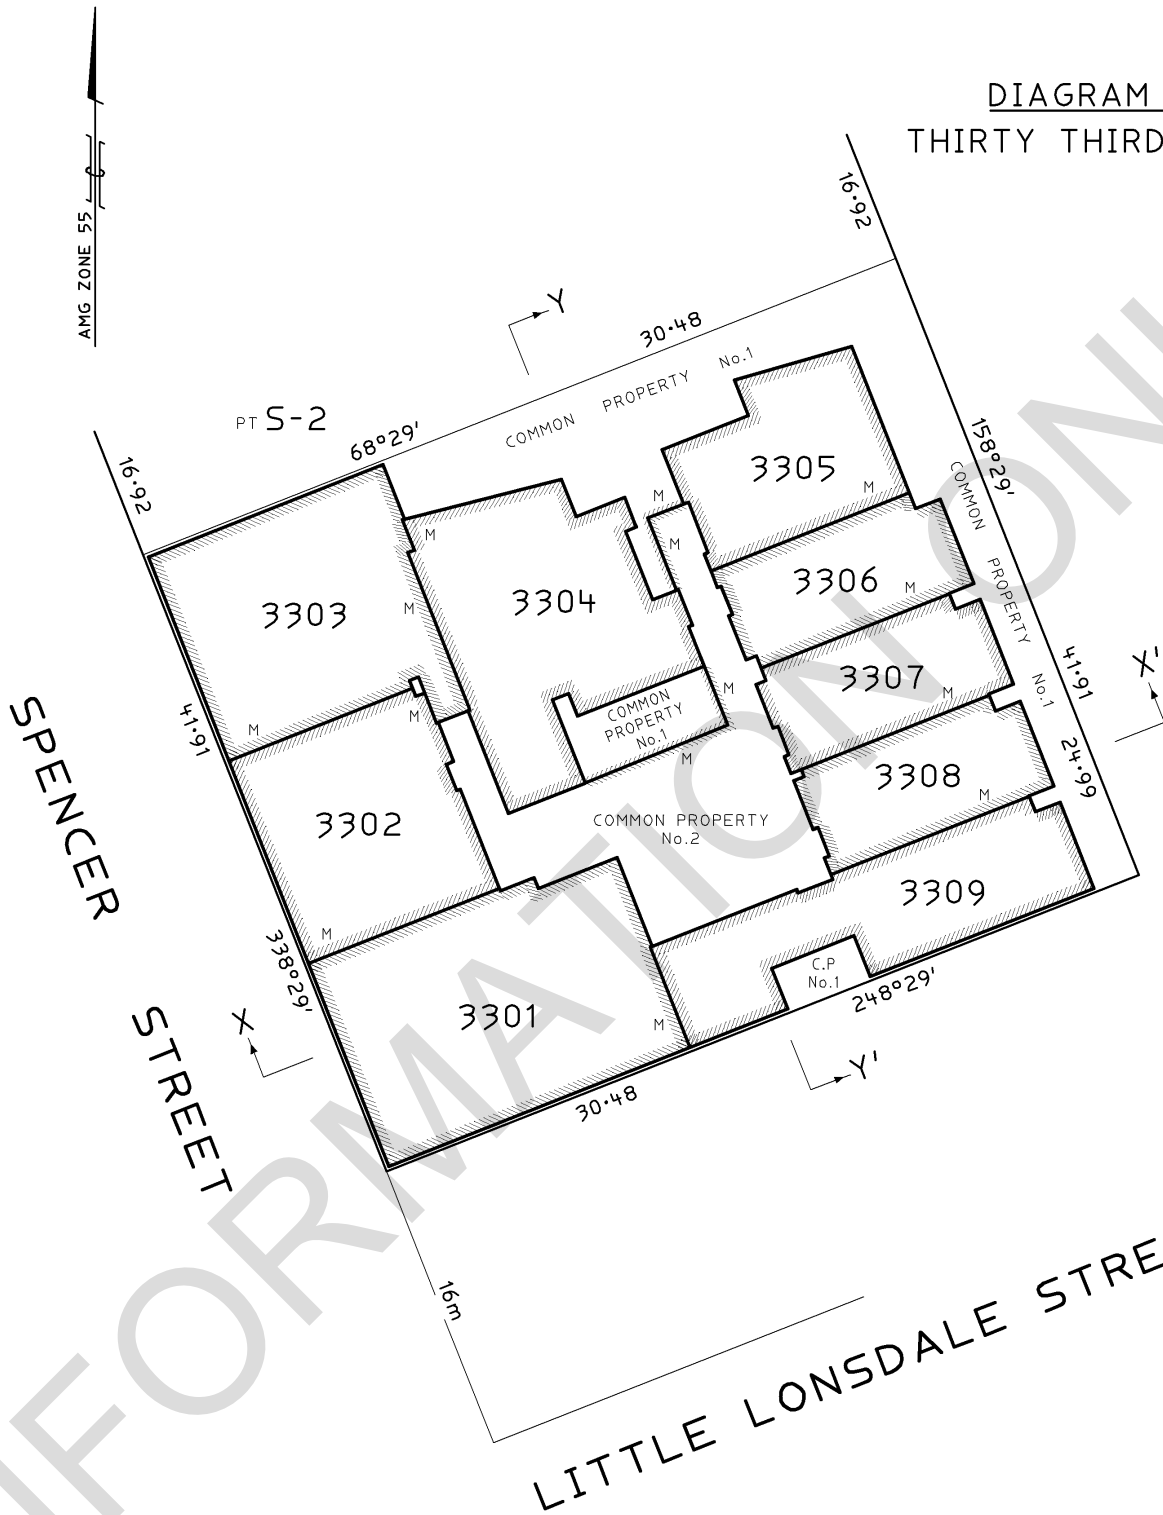 DIAGRAM
THIRTY THIRD
AMG ZONE 55
16·92
Y
30·48
COMMON PROPERTY No.1
PT S-2
68°29'
16·92
3305
M
158°29'
COMMON PROPERTY No.1
M
M
M
3303
3304
3306
M
M
3307
M
41·91
X'
M
M
COMMON
PROPERTY
No.1
M
M
41·91
SPENCER STREET
3302
COMMON PROPERTY
No.2
3308
M
24·99
M
338°29'
3309
C.P
No.1
248°29'
X
3301
M
Y'
30·48
16m
LITTLE LONSDALE STRE
FORMATION ON